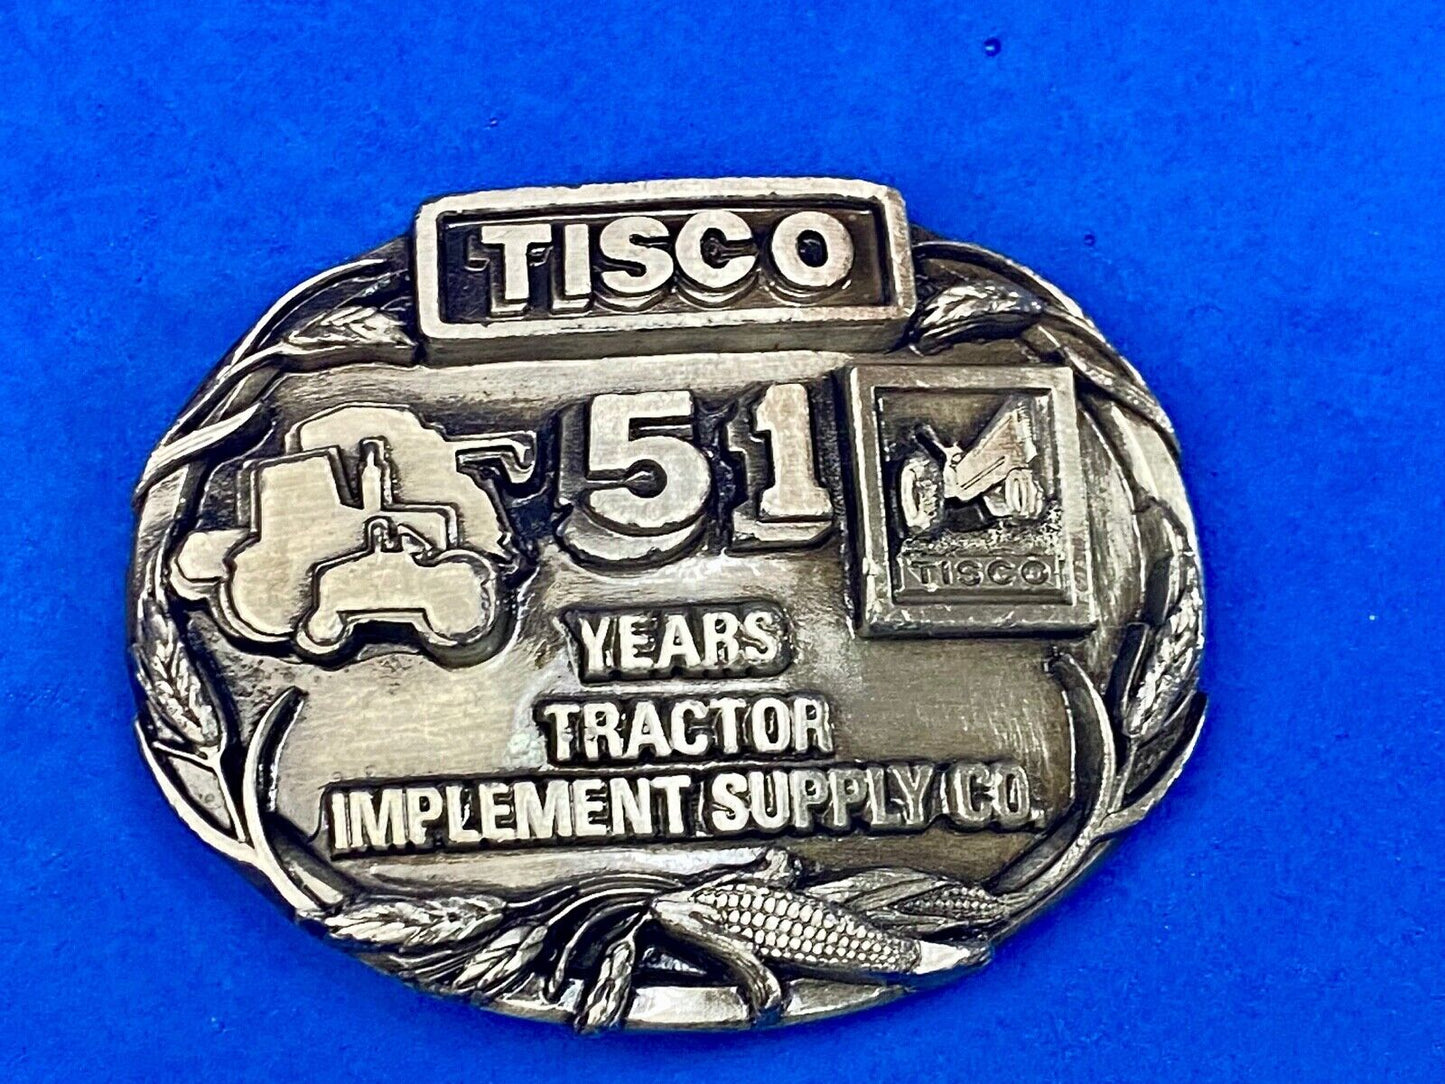 TISCO
51
TISCO
YEARS
TRACTOR
IMPLEMENT SUPPLY CO.